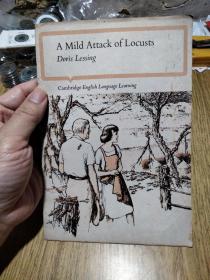 A Mild Attack of Locusts
Doris Lessing
Cambridge English Language Learning